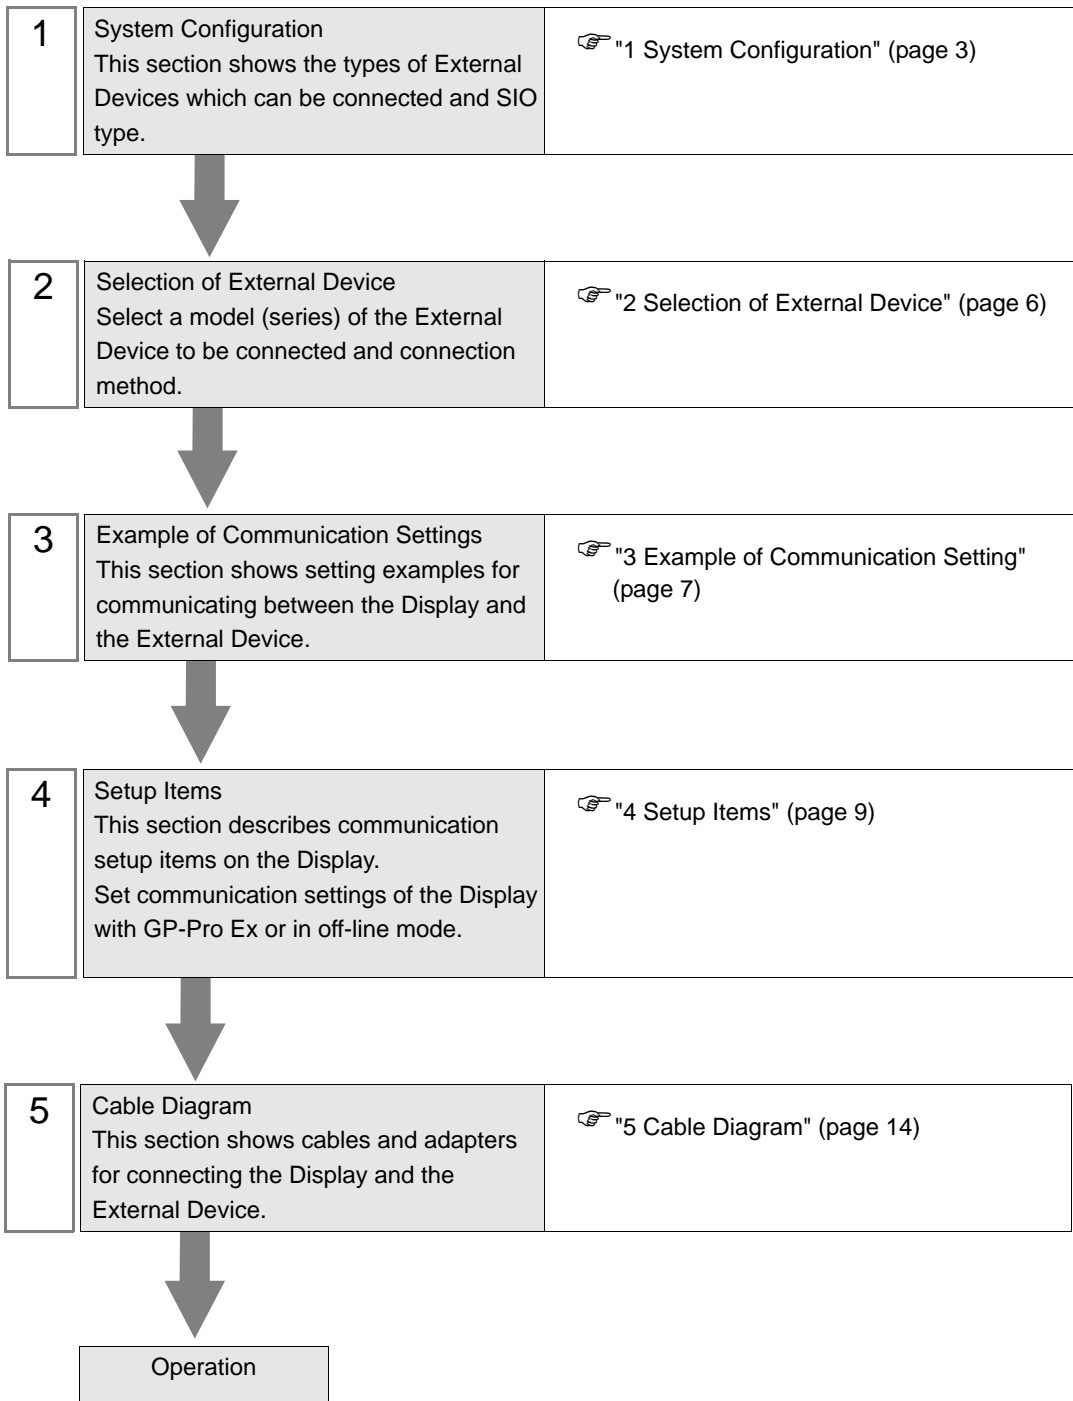 1
System Configuration
This section shows the types of External
Devices which can be connected and SIO
type.
"1 System Configuration" (page 3)
2
Selection of External Device
Select a model (series) of the External
Device to be connected and connection
method.
"2 Selection of External Device" (page 6)
3
Example of Communication Settings
This section shows setting examples for
communicating between the Display and
the External Device.
"3 Example of Communication Setting"
(page 7)
4
Setup Items
This section describes communication
setup items on the Display.
Set communication settings of the Display
with GP-Pro Ex or in off-line mode.
"4 Setup Items" (page 9)
5
Cable Diagram
This section shows cables and adapters
for connecting the Display and the
External Device.
"5 Cable Diagram" (page 14)
Operation